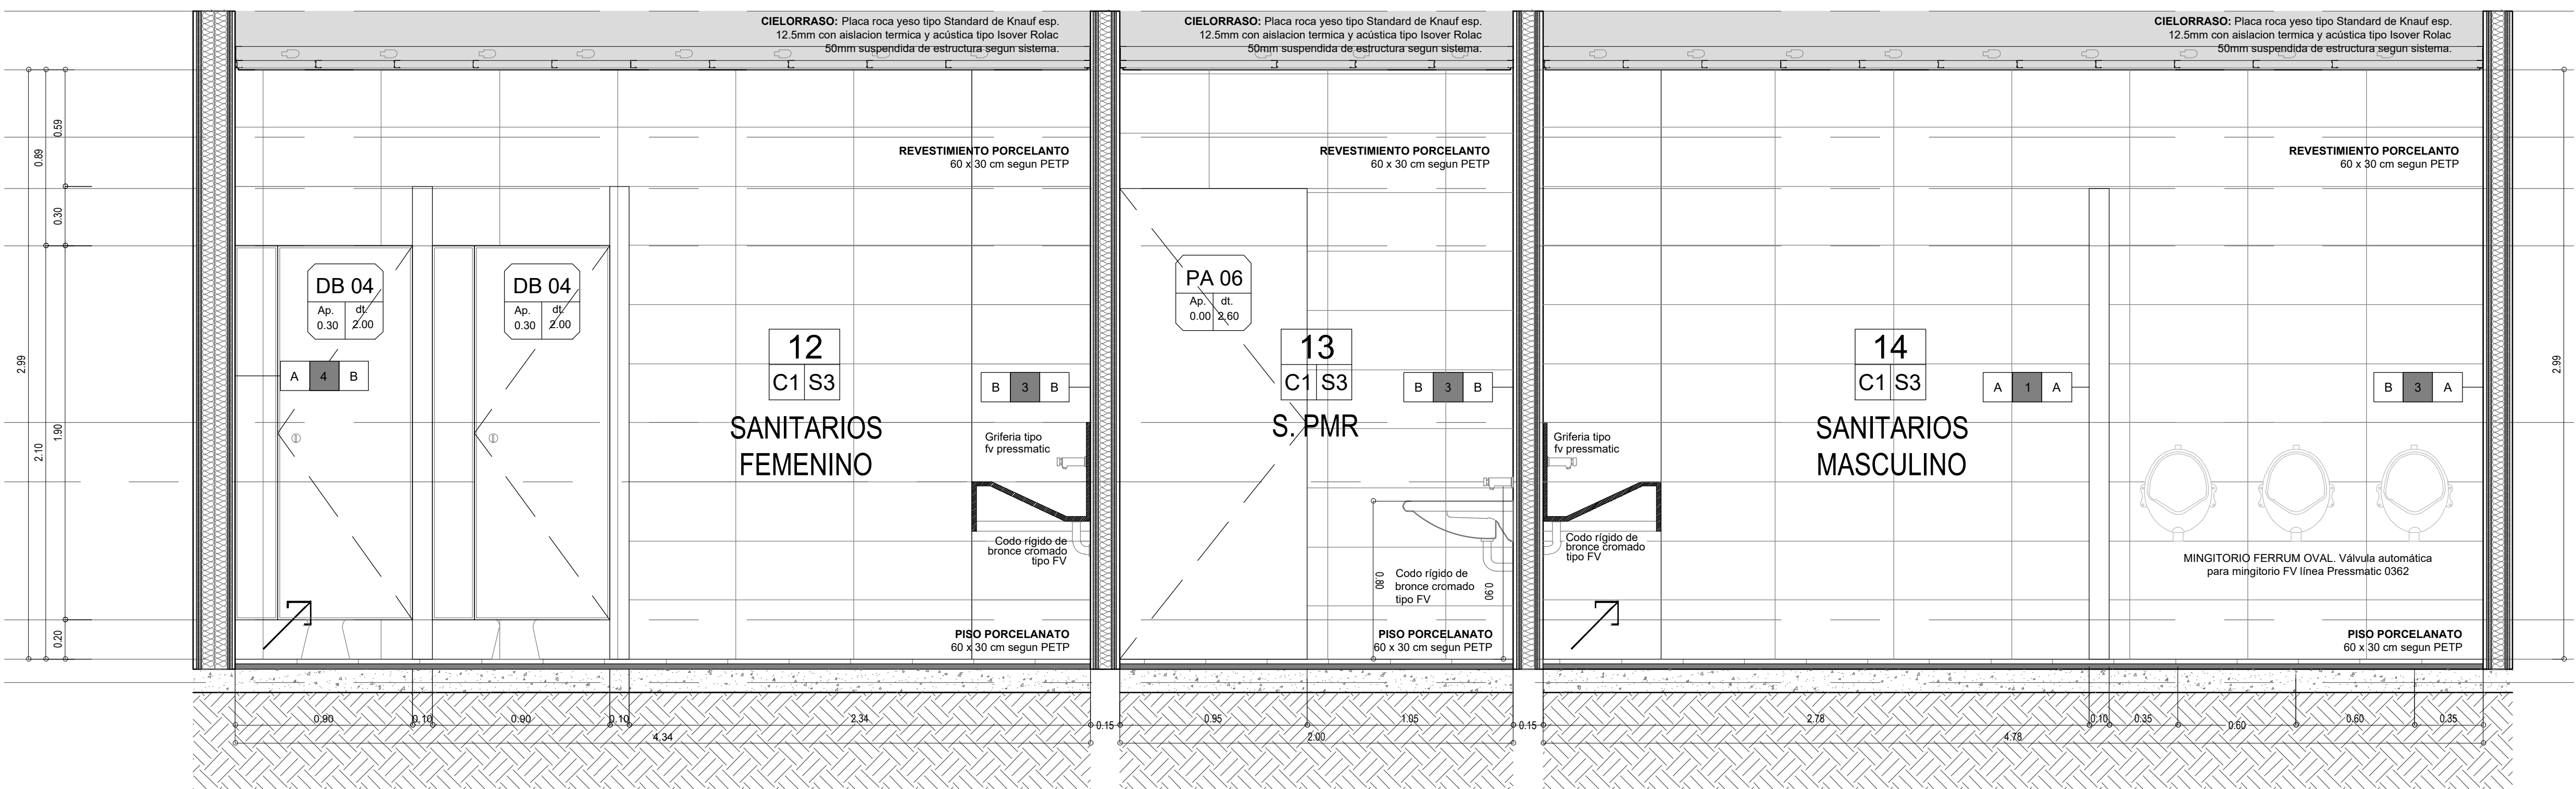 CIELORRASO: Placa roca yeso tipo Standard de Knauf esp.
12.5mm con aislacion termica y acústica tipo Isover Rolac
50mm suspendida de estructura segun sistema.
CIELORRASO: Placa roca yeso tipo Standard de Knauf esp.
12.5mm con aislacion termica y acústica tipo Isover Rolac
50mm suspendida de estructura segun sistema.
CIELORRASO: Placa roca yeso tipo Standard de Knauf esp.
12.5mm con aislacion termica y acústica tipo Isover Rolac
50mm suspendida de estructura segun sistema.
REVESTIMIENTO PORCELANTO
60 x 30 cm segun PETP
REVESTIMIENTO PORCELANTO
60 x 30 cm segun PETP
REVESTIMIENTO PORCELANTO
60 x 30 cm segun PETP
2.99
0.89
2.10
0.59
0.30
1.90
0.20
DB 04
Ap. dt.
0.30 2.00
DB 04
Ap. dt.
0.30 2.00
A 4 B
12
C1 S3
SANITARIOS
FEMENINO
B 3 B
Griferia tipo
fv pressmatic
Codo rígido de
bronce cromado
tipo FV
PISO PORCELANATO
60 x 30 cm segun PETP
PA 06
Ap. dt.
0.00 2.60
13
C1 S3
S. PMR
B 3 B
0.80
Codo rígido de
bronce cromado
tipo FV
0.90
PISO PORCELANATO
60 x 30 cm segun PETP
Griferia tipo
fv pressmatic
Codo rígido de
bronce cromado
tipo FV
14
C1 S3
SANITARIOS
MASCULINO
A 1 A
B 3 A
MINGITORIO FERRUM OVAL. Válvula automática
para mingitorio FV línea Pressmatic 0362
PISO PORCELANATO
60 x 30 cm segun PETP
2.99
0.90 0.10 0.90 0.10 2.34 0.15 0.95 1.05 0.15 2.78 0.10 0.35 0.60 0.60 0.35
4.34 2.00 4.78